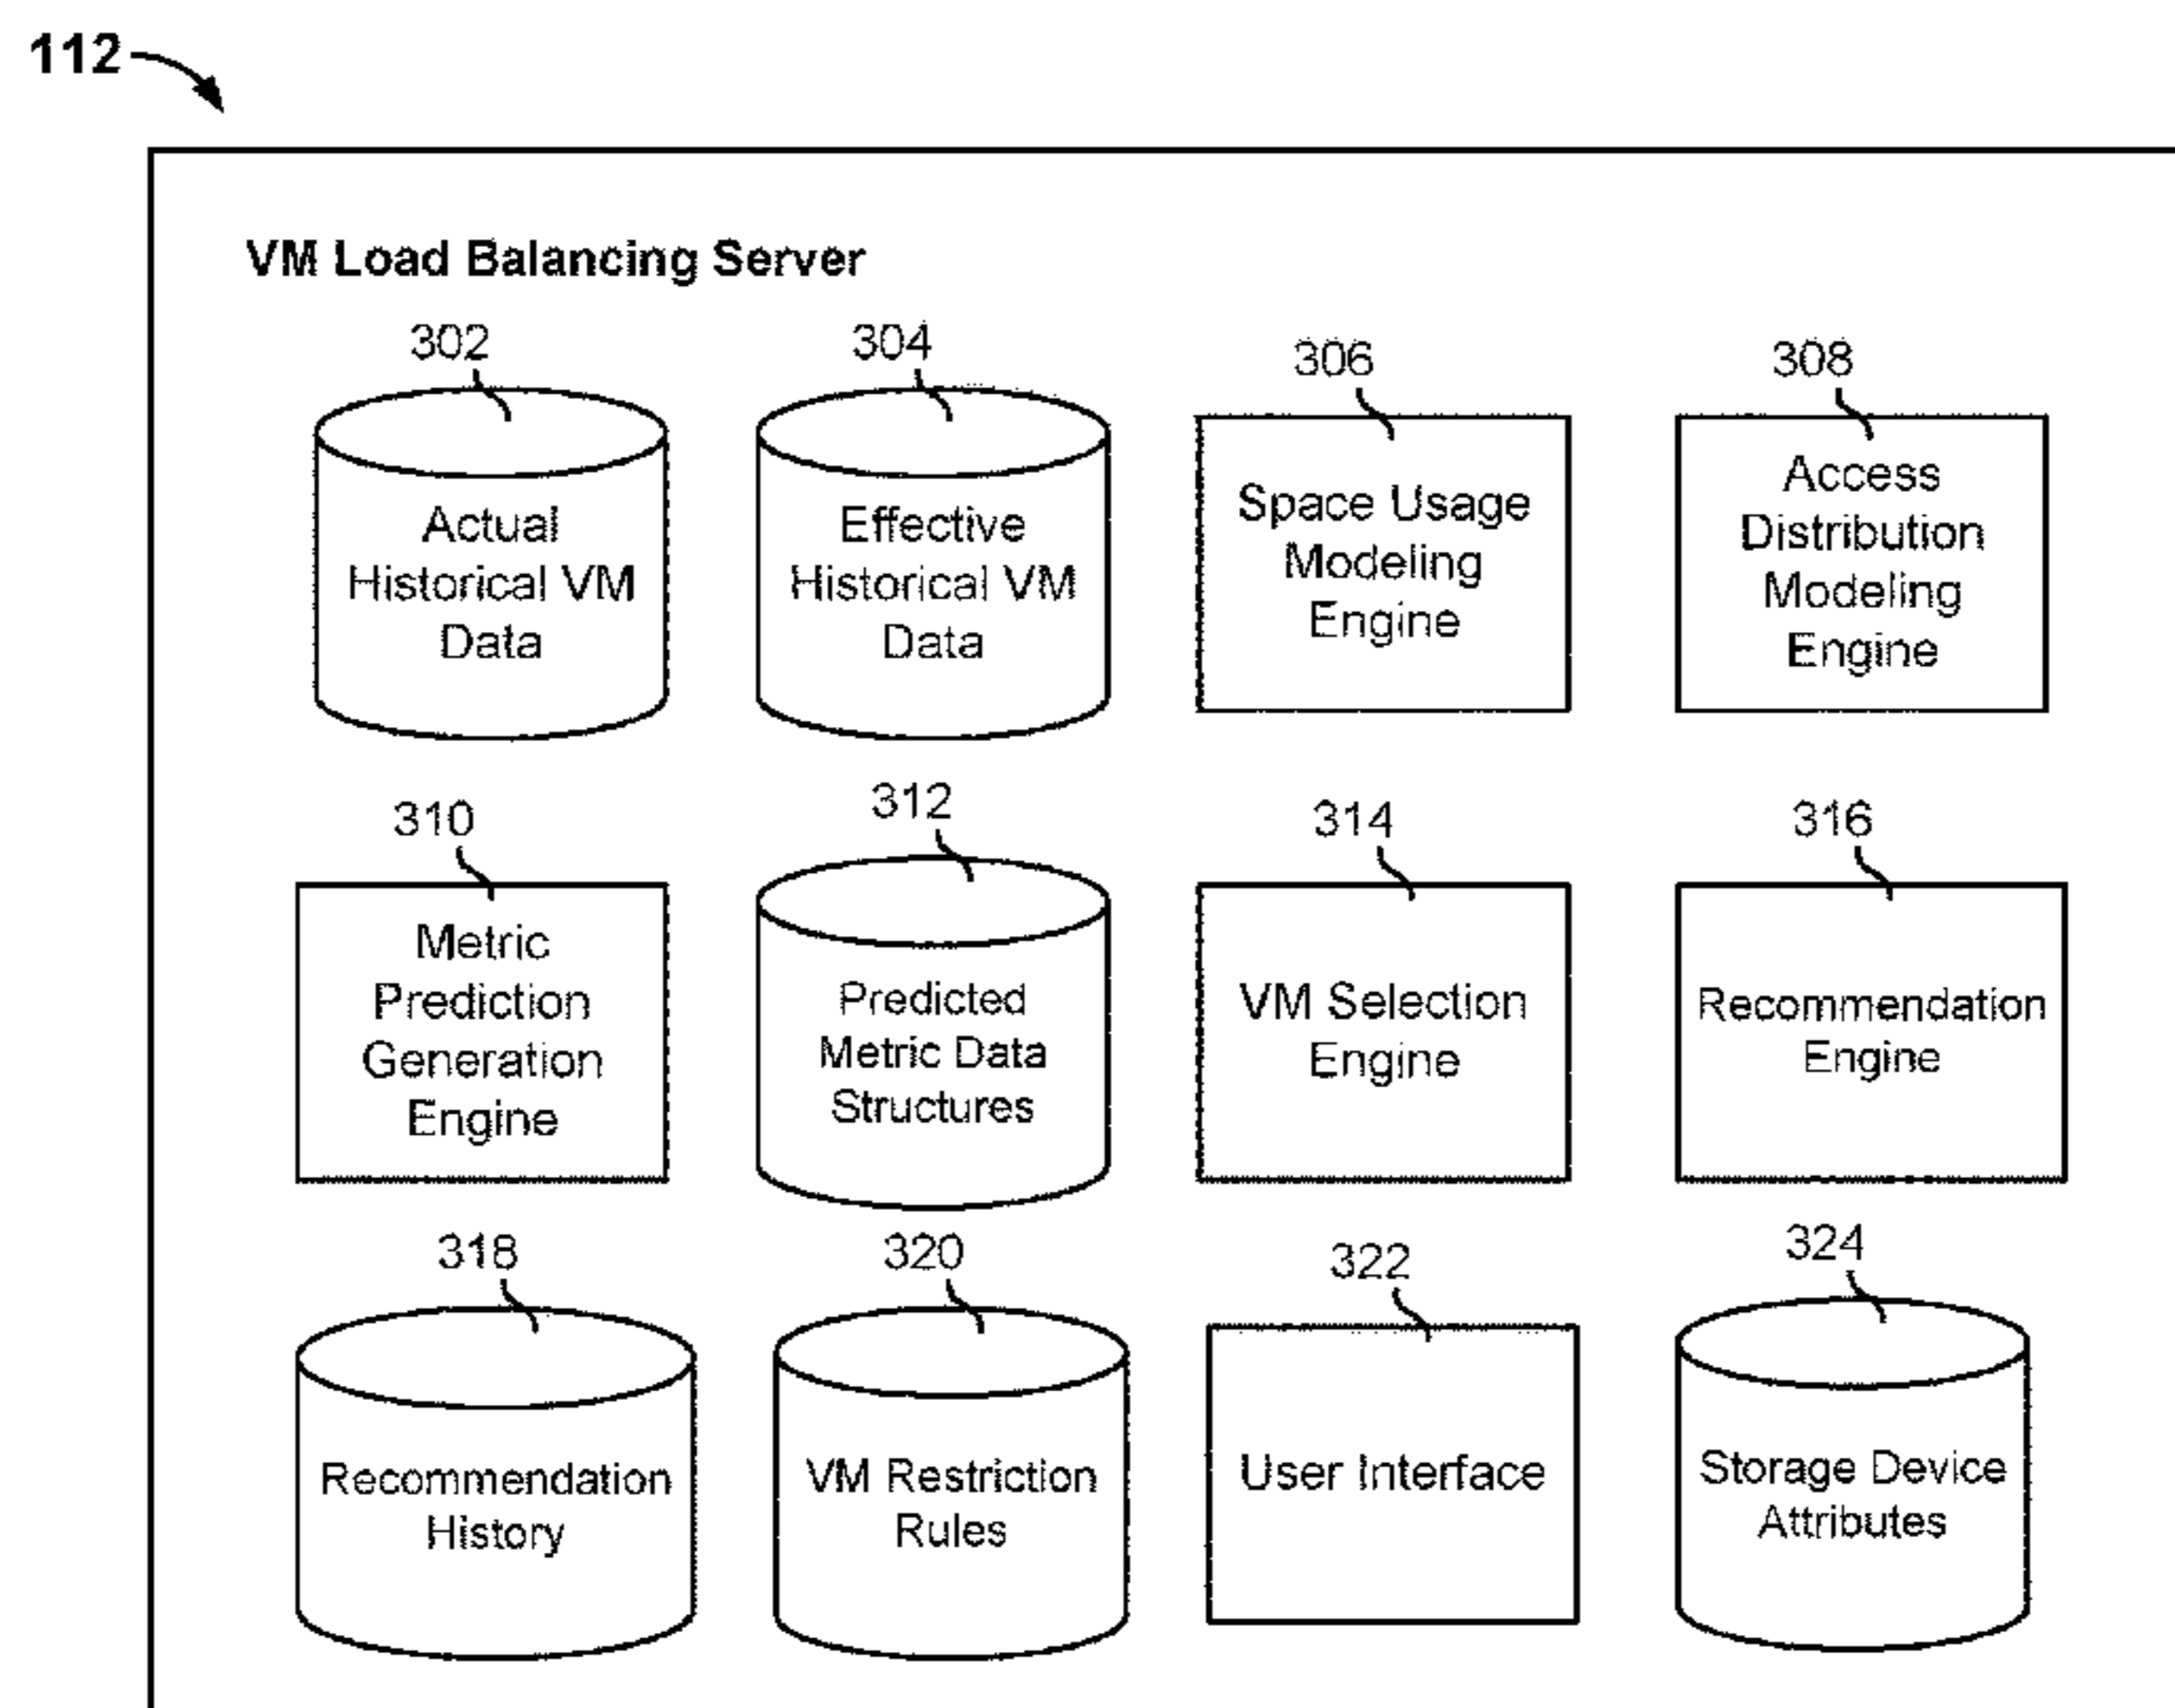 112
VM Load Balancing Server
302
304
306
308
Actual
Historical VM
Data
Effective
Historical VM
Data
Space Usage
Modeling
Engine
Access
Distribution
Modeling
Engine
310
312
314
316
Metric
Prediction
Generation
Engine
Predicted
Metric Data
Structures
VM Selection
Engine
Recommendation
Engine
318
320
322
324
Recommendation
History
VM Restriction
Rules
User Interface
Storage Device
Attributes